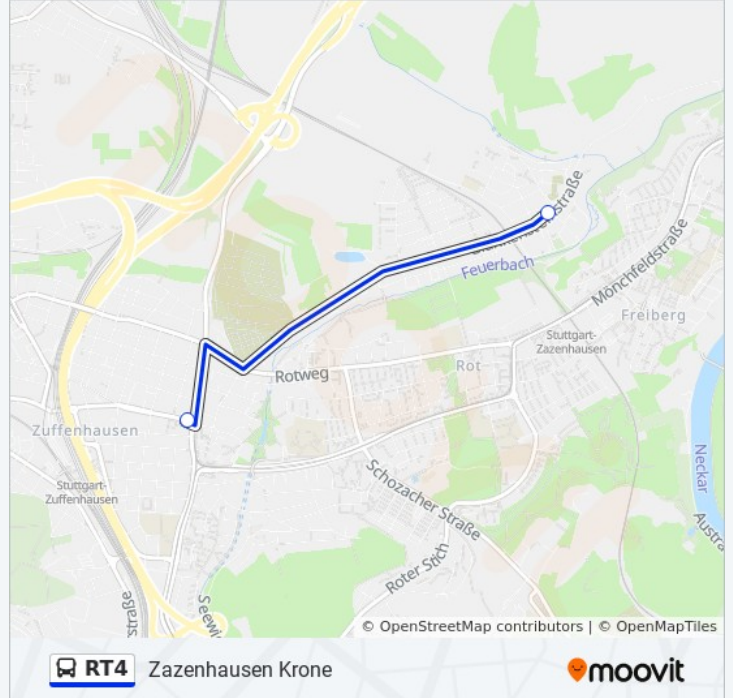 Feuerbach
Mönchfeldstraße
Freiberg
Stuttgart-
Zazenhausen
Rot
Rotweg
Zuffenhausen
Stuttgart-
Zuffenhausen
Neckar
Schozacher Straße
Roter Stich
straße
© OpenStreetMap contributors | © OpenMapTiles
RT4 Zazenhausen Krone
moovit